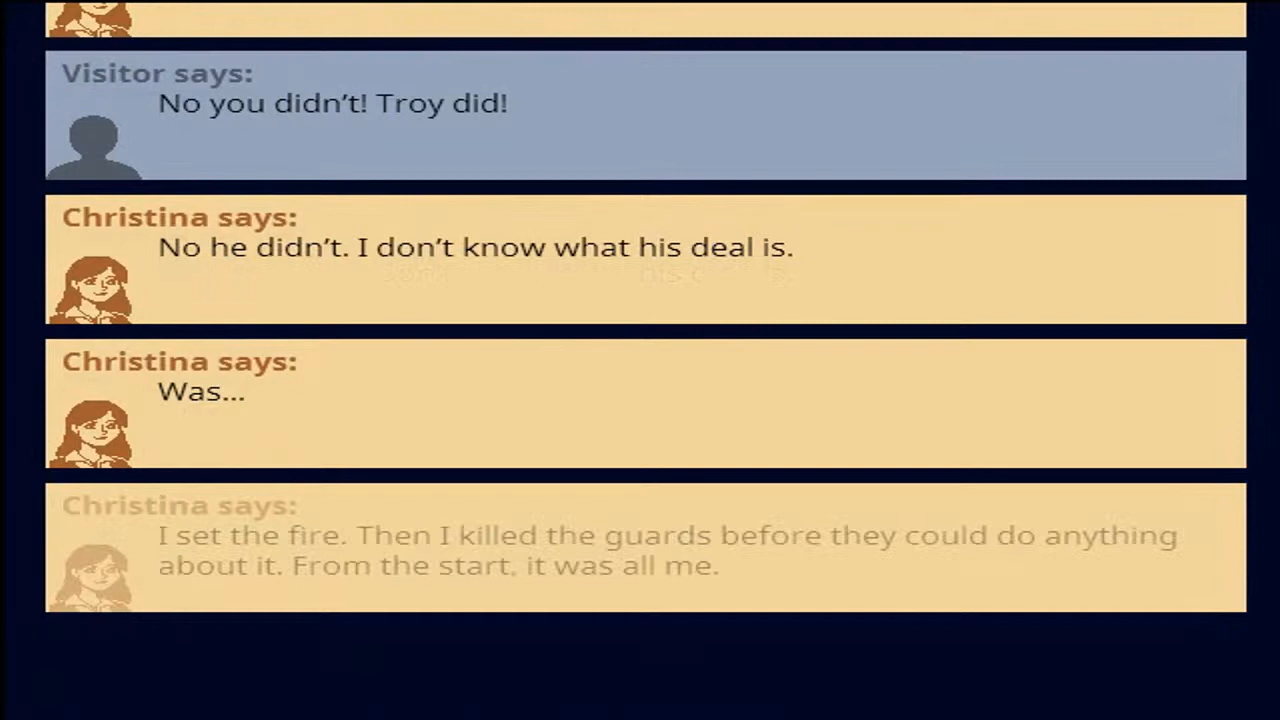 Visitor says:
No you didn’t! Troy did!
Christina says:
No he didn’t. I don’t know what his deal is.
Christina says:
Was...
Christina says:
I set the fire. Then I killed the guards before they could do anything
about it. From the start, it was all me.